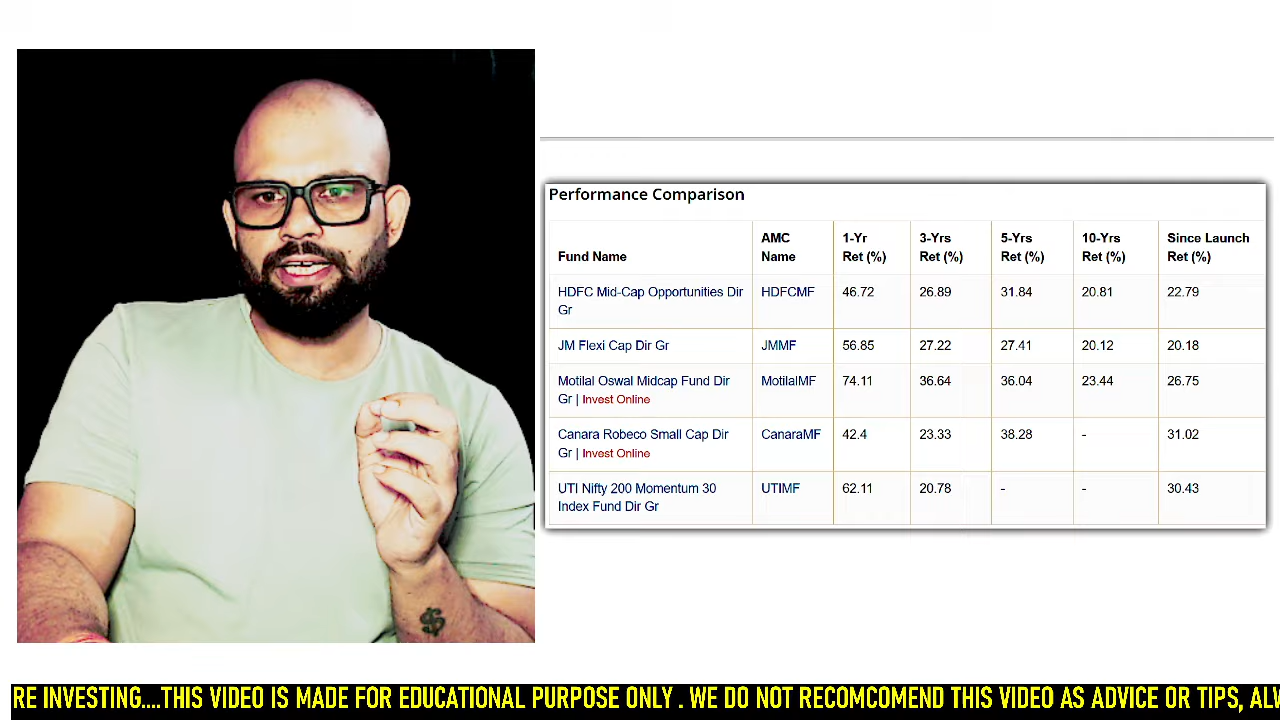 Performance Comparison
Fund Name AMC Name 1-Yr Ret (%) 3-Yrs Ret (%) 5-Yrs Ret (%) 10-Yrs Ret (%) Since Launch Ret (%)
HDFC Mid-Cap Opportunities Dir Gr HDFCMF 46.72 26.89 31.84 20.81 22.79
JM Flexi Cap Dir Gr JMMF 56.85 27.22 27.41 20.12 20.18
Motilal Oswal Midcap Fund Dir Gr | Invest Online MotilalMF 74.11 36.64 36.04 23.44 26.75
Canara Robeco Small Cap Dir Gr | Invest Online CanaraMF 42.4 23.33 38.28 - 31.02
UTI Nifty 200 Momentum 30 Index Fund Dir Gr UTIMF 62.11 20.78 - - 30.43
$
RE INVESTING....THIS VIDEO IS MADE FOR EDUCATIONAL PURPOSE ONLY . WE DO NOT RECOMCOMEND THIS VIDEO AS ADVICE OR TIPS, ALW